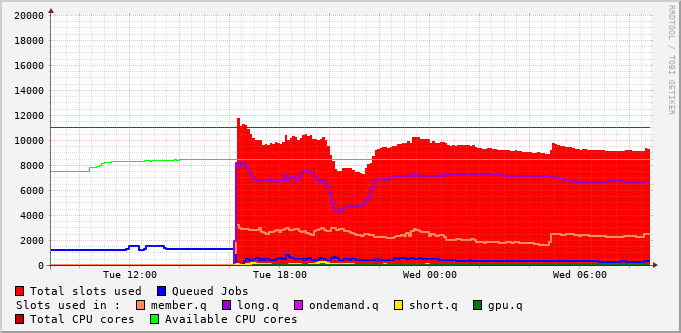 20000
18000
16000
14000
12000
10000
8000
6000
4000
2000
0
RRDTOOL / TOBI OETIKER
Tue 12:00 Tue 18:00 Wed 00:00 Wed 06:00
Total slots used Queued Jobs
Slots used in : member.q long.q ondemand.q short.q gpu.q
Total CPU cores Available CPU cores